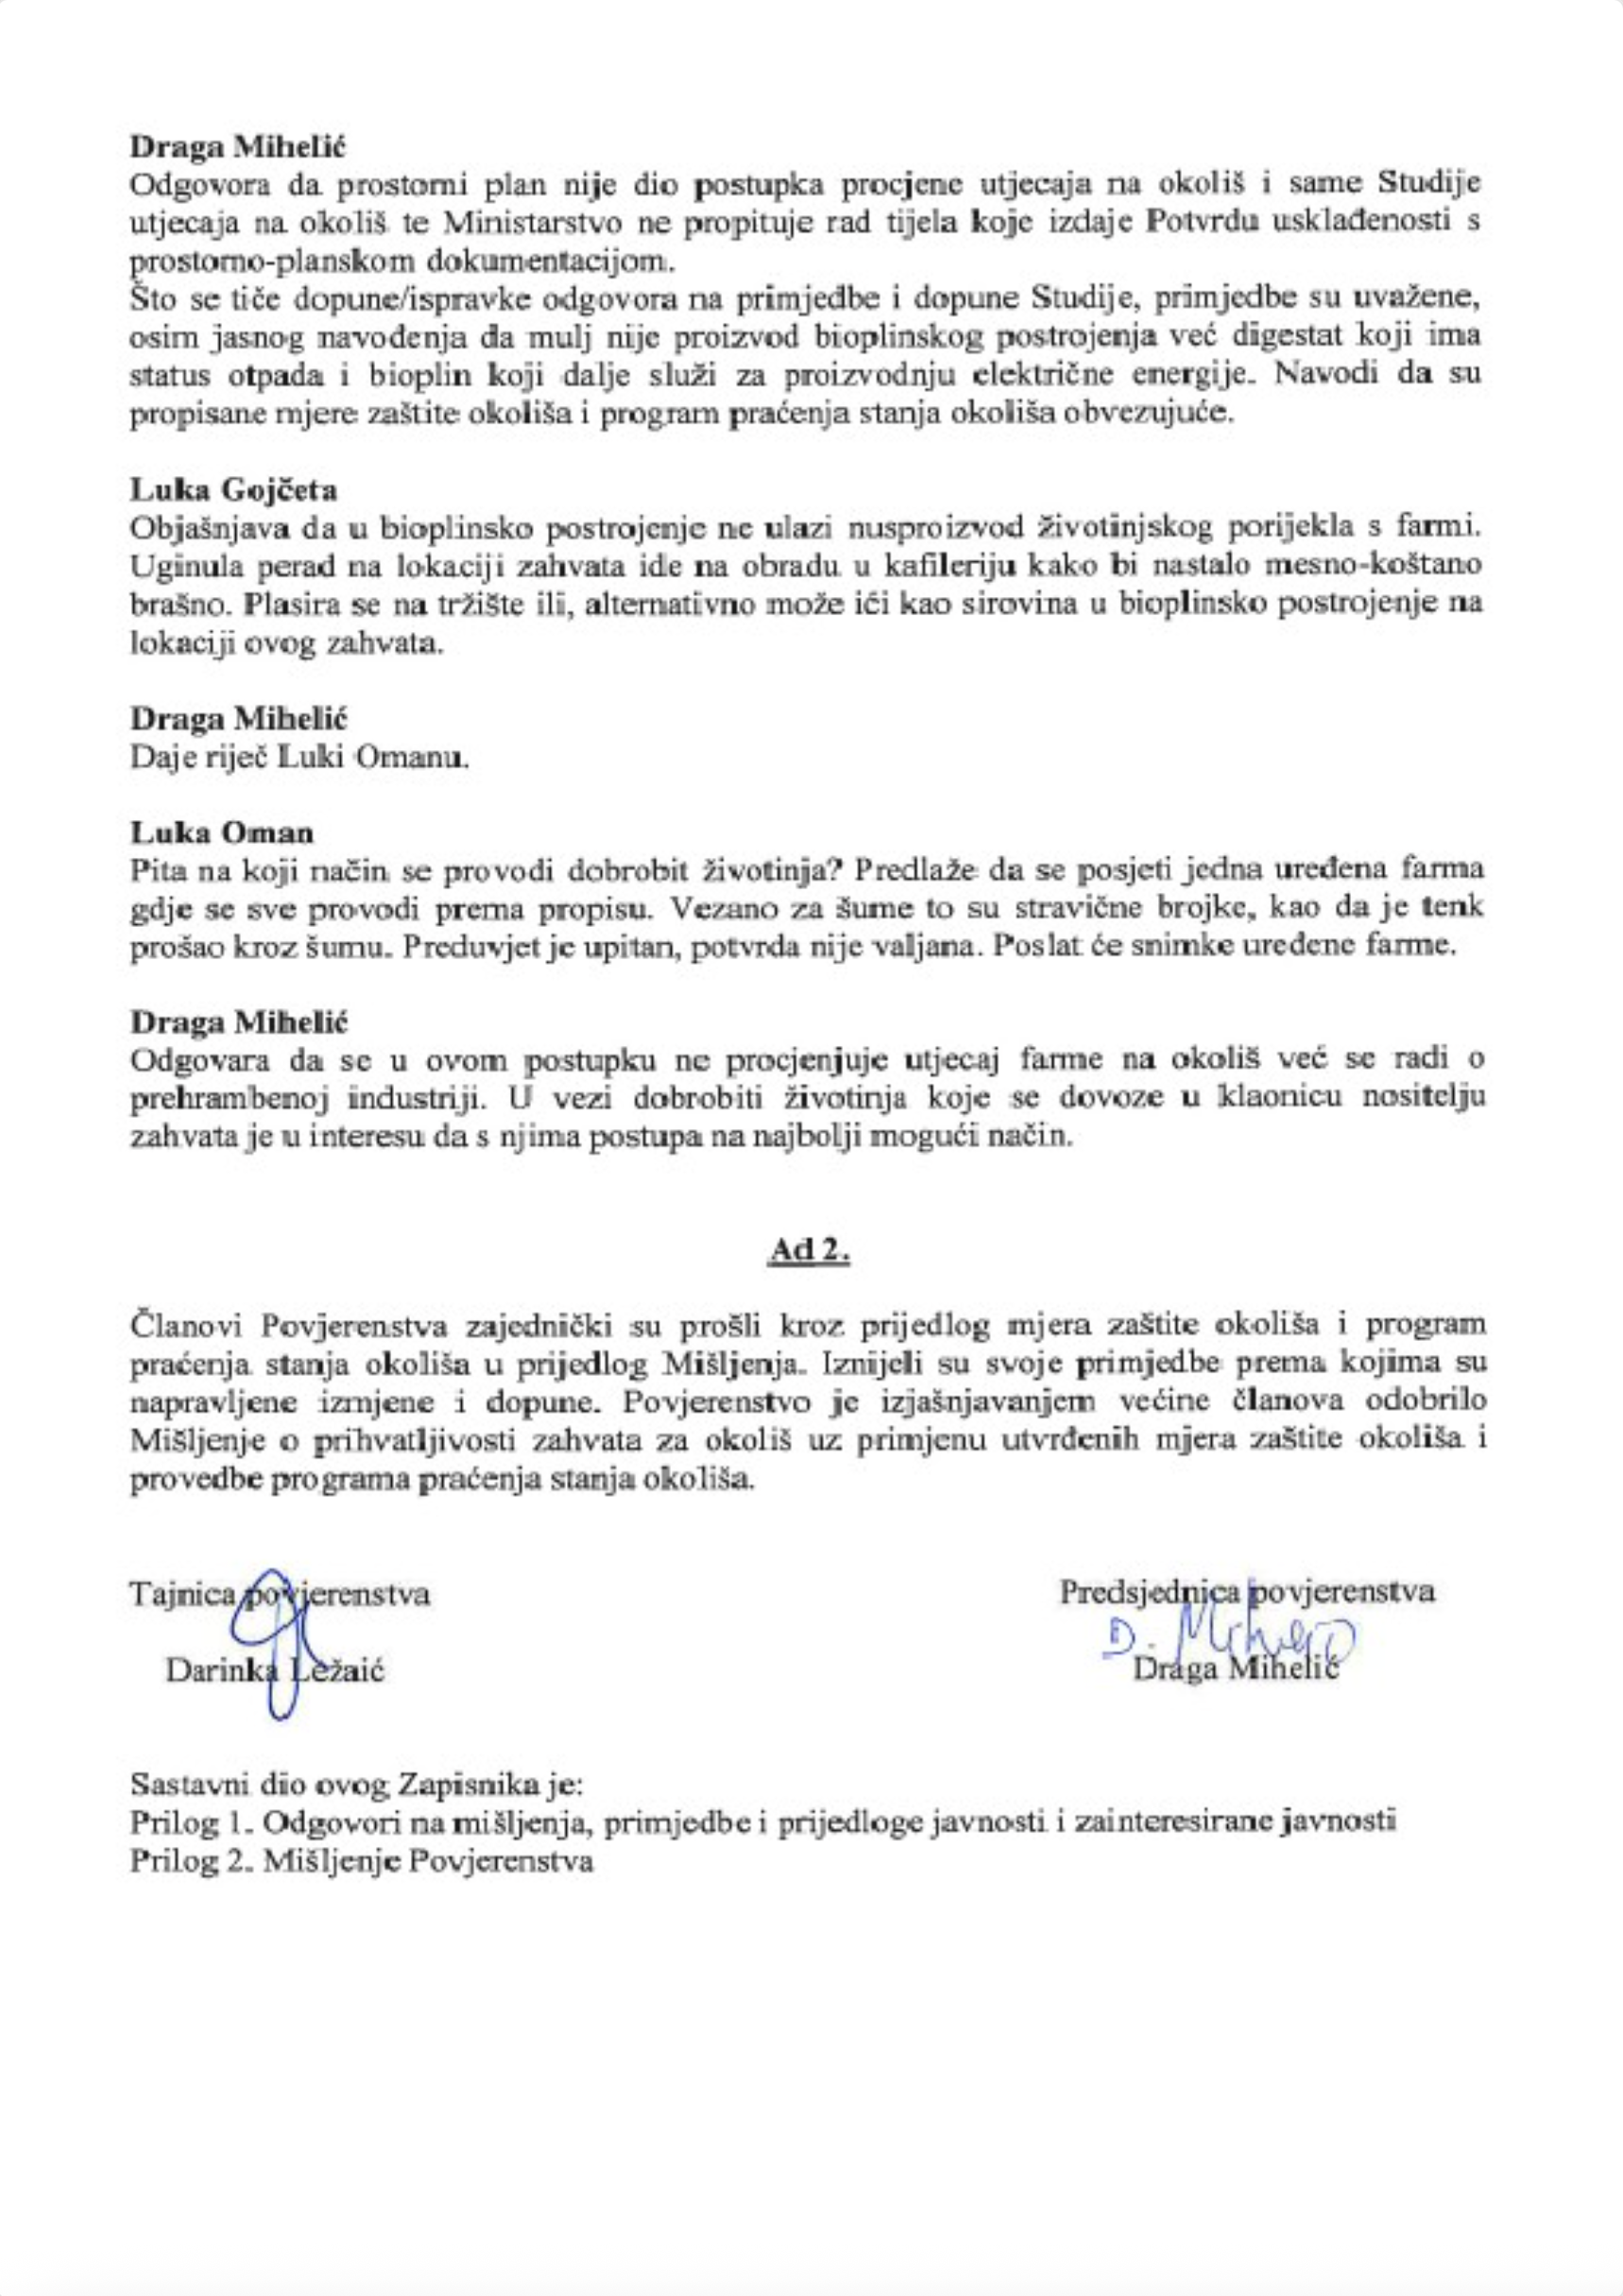 Draga Mihelić
Odgovora da prostorni plan nije dio postupka procjene utjecaja na okoliš i same Studije
utjecaja na okoliš te Ministarstvo ne propituje rad tijela koje izdaje Potvrdu usklađenosti s
prostorno-planskom dokumentacijom.
Što se tiče dopune/ispravke odgovora na primjedbe i dopune Studije, primjedbe su uvažene,
osim jasnog navođenja da mulj nije proizvod bioplinskog postrojenja već digestat koji ima
status otpada i bioplin koji dalje služi za proizvodnju električne energije. Navodi da su
propisane mjere zaštite okoliša i program praćenja stanja okoliša obvezujuće.
Luka Gojčeta
Objašnjava da u bioplinsko postrojenje ne ulazi nusproizvod životinjskog porijekla s farmi.
Uginula perad na lokaciji zahvata ide na obradu u kafileriju kako bi nastalo mesno-koštano
brašno. Plasira se na tržište ili, alternativno može ići kao sirovina u bioplinsko postrojenje na
lokaciji ovog zahvata.
Draga Mihelić
Daje riječ Luki Omanu.
Luka Oman
Pita na koji način se provodi dobrobit životinja? Predlaže da se posjeti jedna uređena farma
gdje se sve provodi prema propisu. Vezano za šume to su stravične brojke, kao da je tenk
prošao kroz šumu. Preduvjet je upitan, potvrda nije valjana. Poslat će snimke uređene farme.
Draga Mihelić
Odgovara da se u ovom postupku ne procjenjuje utjecaj farme na okoliš već se radi o
prehrambenoj industriji. U vezi dobrobiti životinja koje se dovoze u klaonicu nositelju
zahvata je u interesu da s njima postupa na najbolji mogući način.
Ad 2.
Članovi Povjerenstva zajednički su prošli kroz prijedlog mjera zaštite okoliša i program
praćenja stanja okoliša u prijedlog Mišljenja. Iznijeli su svoje primjedbe prema kojima su
napravljene izmjene i dopune. Povjerenstvo je izjašnjavanjem većine članova odobrilo
Mišljenje o prihvatljivosti zahvata za okoliš uz primjenu utvrđenih mjera zaštite okoliša i
provedbe programa praćenja stanja okoliša.
Tajnica povjerenstva
Predsjednica povjerenstva
D. Mihelić
Darinka Ležaić
Draga Mihelić
Sastavni dio ovog Zapisnika je:
Prilog 1. Odgovori na mišljenja, primjedbe i prijedloge javnosti i zainteresirane javnosti
Prilog 2. Mišljenje Povjerenstva